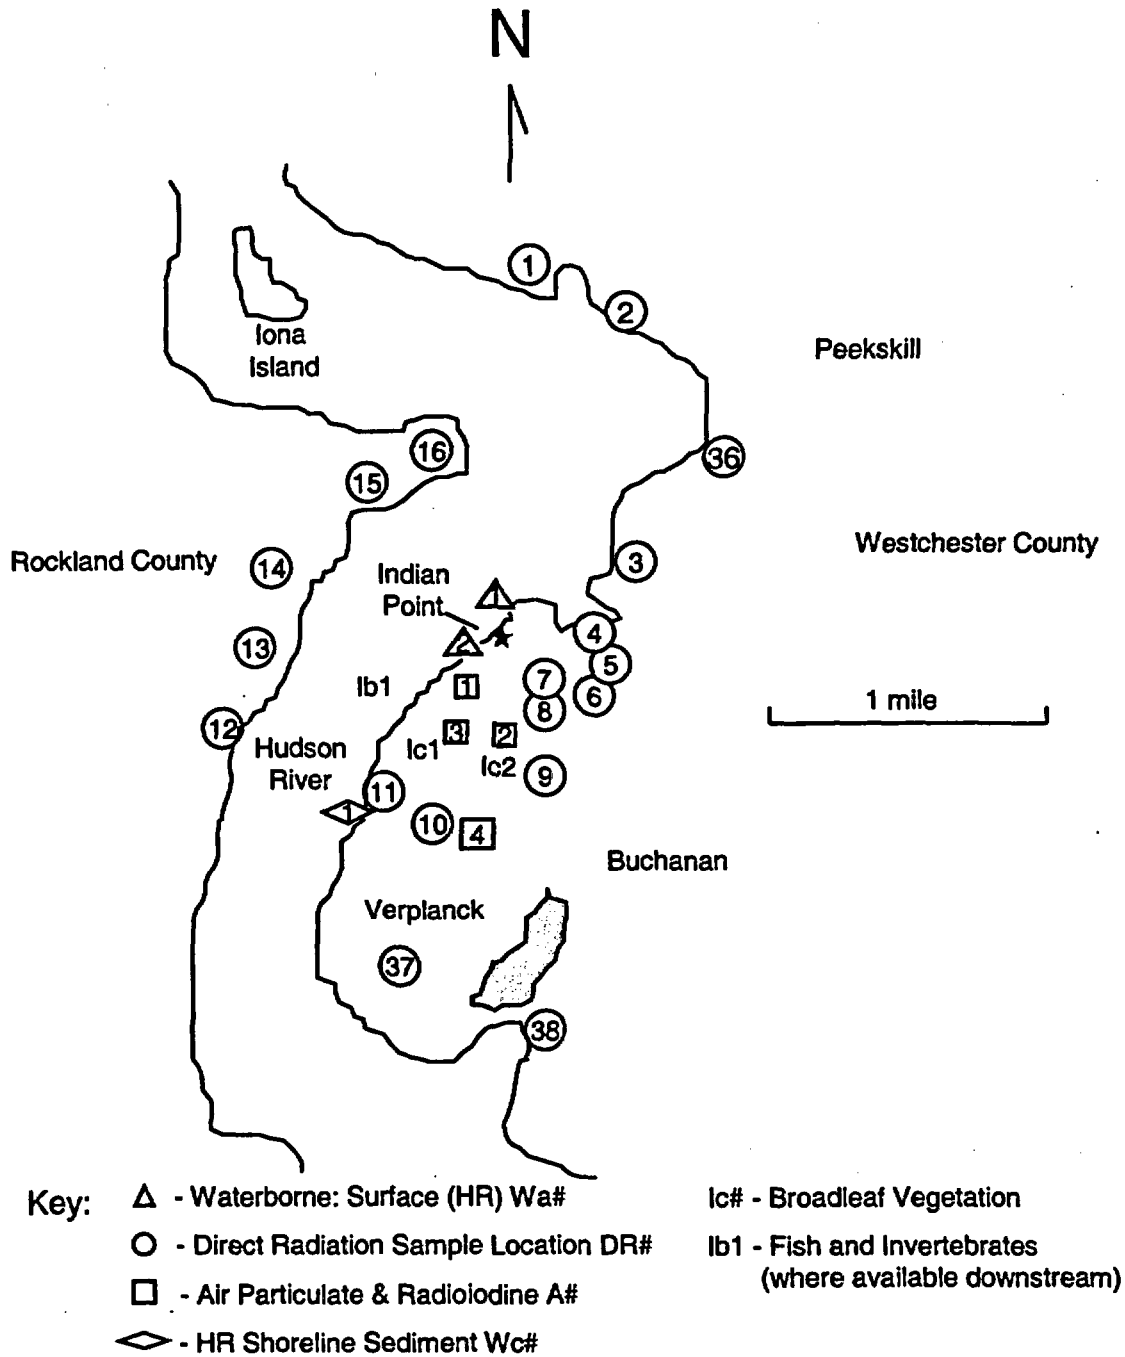 N
1
2
Iona
Island
Peekskill
16
36
15
Rockland County
14
Indian
Point
1
3
Westchester County
4
2
13
5
Ib1
1
7
6
8
1 mile
12
3
2
Hudson
River
Ic1
Ic2
9
11
1
10
4
Buchanan
Verplanck
37
38
Key:
- Waterborne: Surface (HR) Wa#
- Direct Radiation Sample Location DR#
- Air Particulate & Radioiodine A#
- HR Shoreline Sediment Wc#
Ic# - Broadleaf Vegetation
Ib1 - Fish and Invertebrates
(where available downstream)